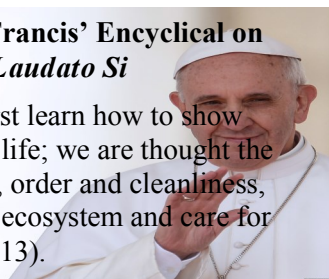 Francis’ Encyclical on
Laudato Si
st learn how to show
life; we are thought the
, order and cleanliness,
ecosystem and care for
13).